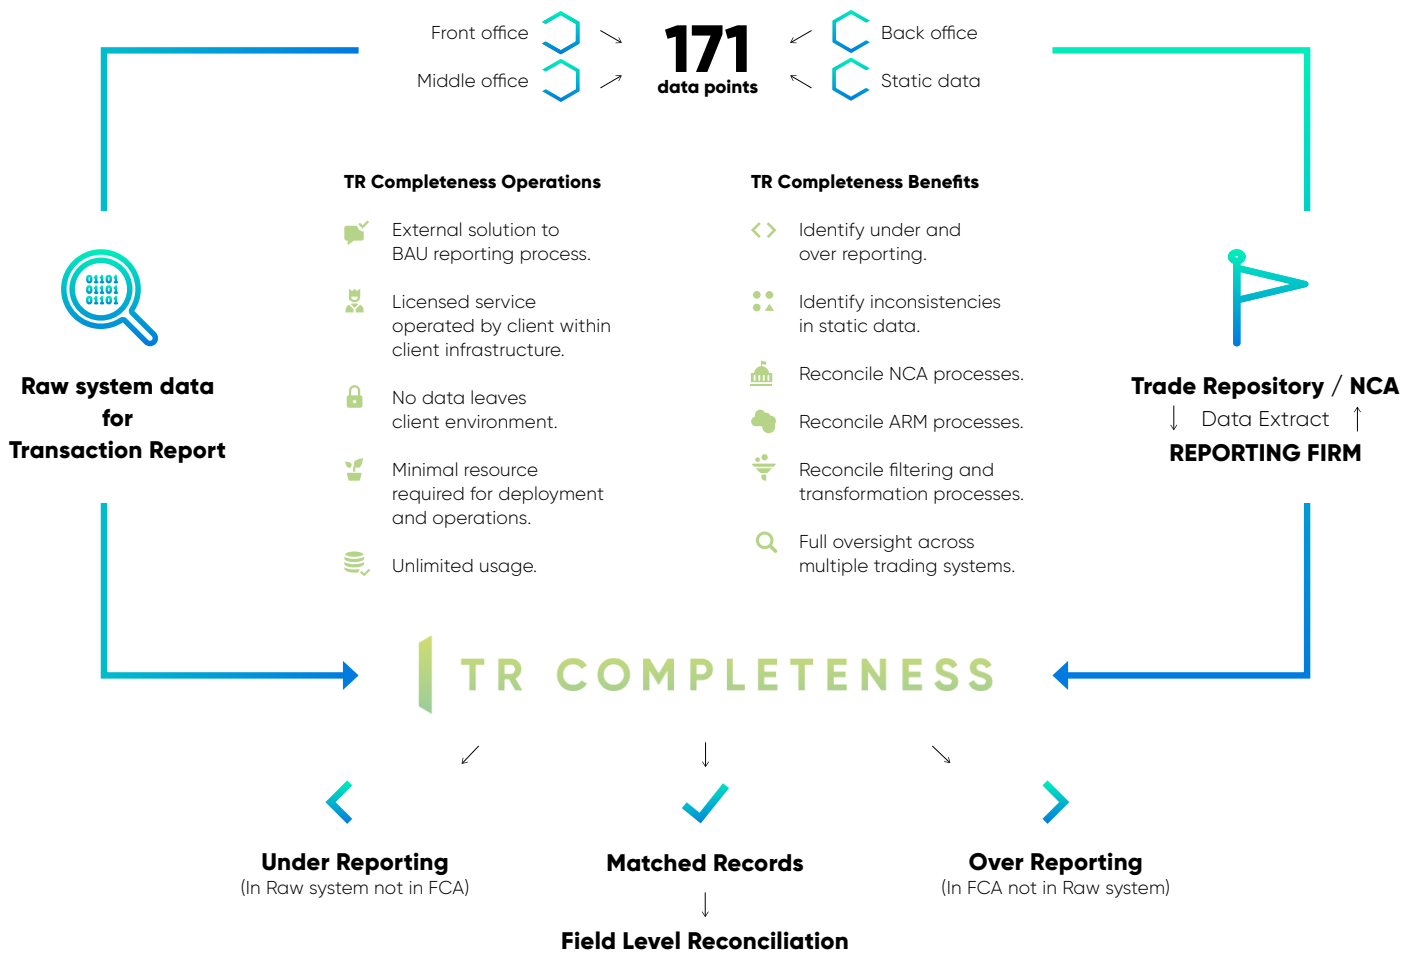 Front office
Middle office
171
data points
Back office
Static data
TR Completeness Operations
External solution to
BAU reporting process.
Licensed service
operated by client within
client infrastructure.
No data leaves
client environment.
Minimal resource
required for deployment
and operations.
Unlimited usage.
TR Completeness Benefits
Identify under and
over reporting.
Identify inconsistencies
in static data.
Reconcile NCA processes.
Reconcile ARM processes.
Reconcile filtering and
transformation processes.
Full oversight across
multiple trading systems.
01101
01101
01101
Raw system data
for
Transaction Report
Trade Repository / NCA
Data Extract
REPORTING FIRM
TR COMPLETENESS
Under Reporting
(In Raw system not in FCA)
Matched Records
Field Level Reconciliation
Over Reporting
(In FCA not in Raw system)